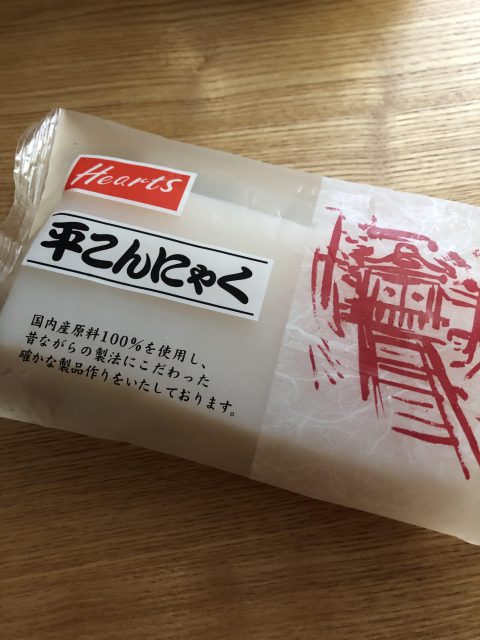 Hearts
平こんにゃく
国内産原料100%を使用し、
昔ながらの製法にこだわった
確かな製品作りをいたしております。